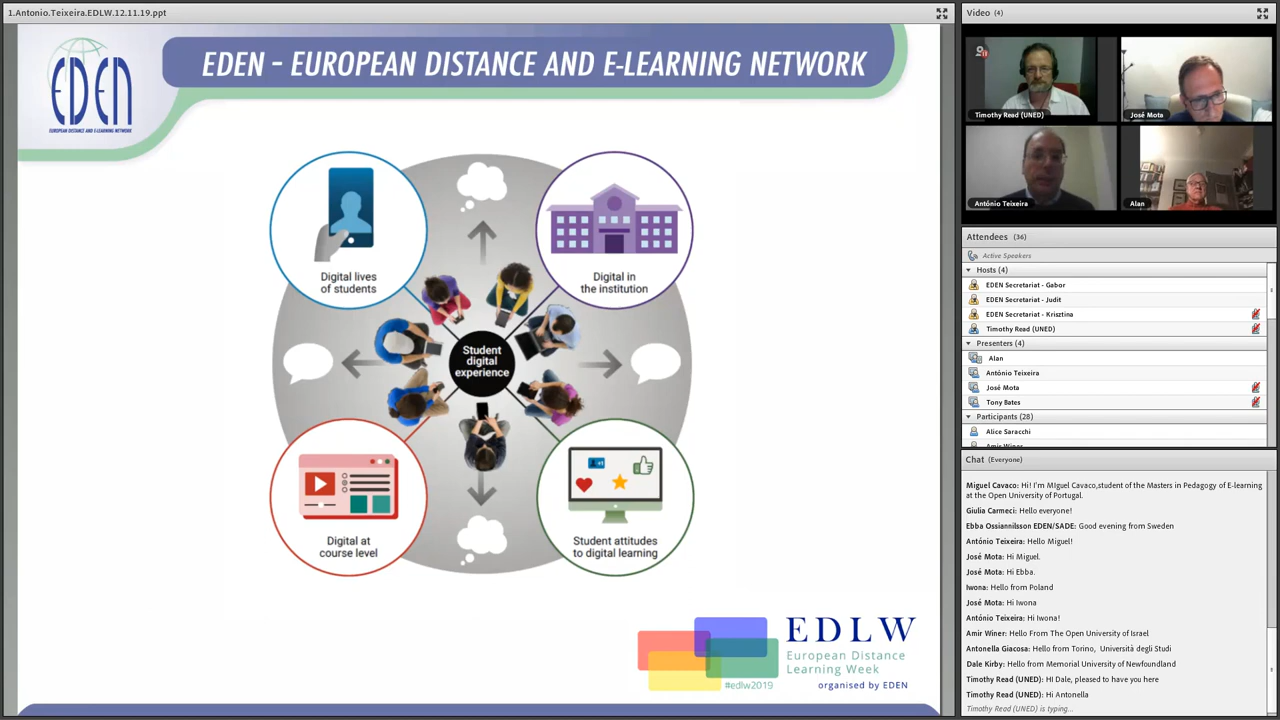 1.Antonio.Teixeira.EDLW.12.11.19.ppt
EDEN
EUROPEAN DISTANCE AND E-LEARNING NETWORK
EDEN - EUROPEAN DISTANCE AND E-LEARNING NETWORK
Digital lives
of students
Digital in
the institution
Student
digital
experience
Digital at
course level
Student attitudes
to digital learning
EDLW
European Distance
Learning Week
#edlw2019
organised by EDEN
Video (4)
Timothy Read (UNED)
José Mota
António Teixeira
Alan
Attendees (36)
Active Speakers
Hosts (4)
EDEN Secretariat - Gabor
EDEN Secretariat - Judit
EDEN Secretariat - Krisztina
Timothy Read (UNED)
Presenters (4)
Alan
António Teixeira
José Mota
Tony Bates
Participants (28)
Alice Saracchi
Amir Winer
Chat (Everyone)
Miguel Cavaco: Hi! I'm MIguel Cavaco,student of the Masters in Pedagogy of E-learning
at the Open University of Portugal.
Giulia Carmeci: Hello everyone!
Ebba Ossiannilsson EDEN/SADE: Good evening from Sweden
António Teixeira: Hello Miguel!
José Mota: Hi Miguel.
José Mota: Hi Ebba.
Iwona: Hello from Poland
José Mota: Hi Iwona
António Teixeira: Hi Iwona!
Amir Winer: Hello From The Open University of Israel
Antonella Giacosa: Hello from Torino, Università degli Studi
Dale Kirby: Hello from Memorial University of Newfoundland
Timothy Read (UNED): HI Dale, pleased to have you here
Timothy Read (UNED): Hi Antonella
Timothy Read (UNED) is typing...